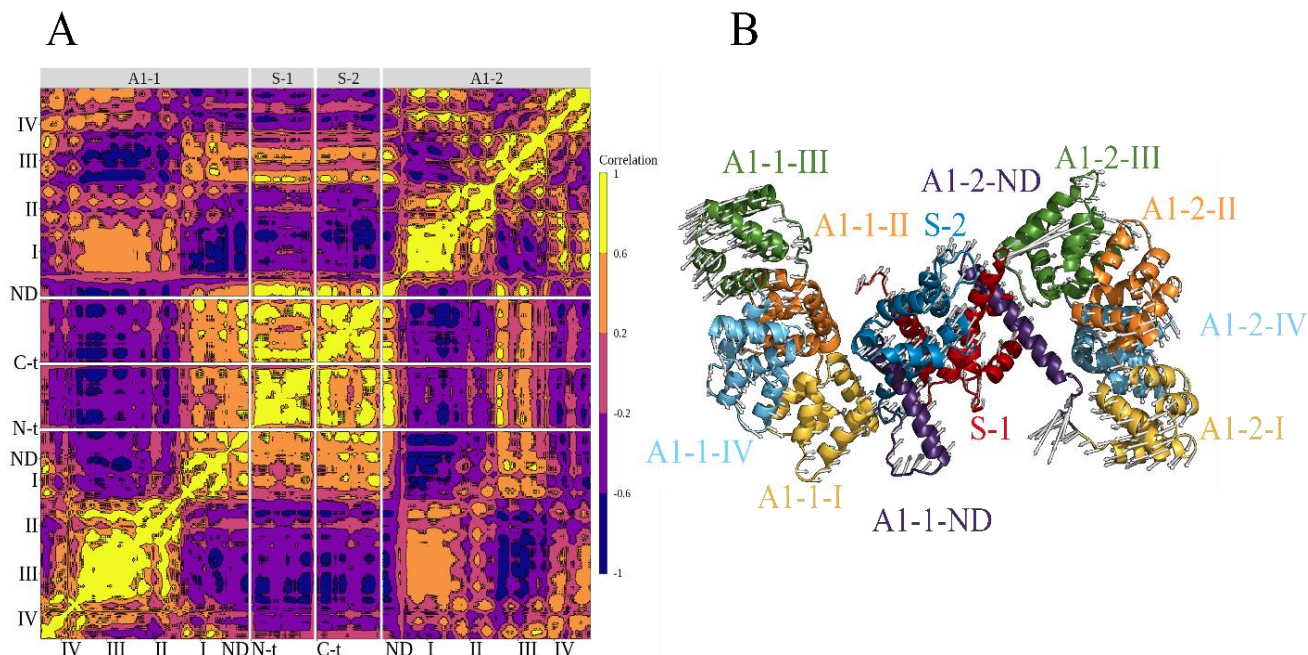 A
B
A1-1
S-1
S-2
A1-2
IV
III
II
I
ND
C-t
N-t
ND
I
II
III
IV
IV
III
II
I
ND
N-t
C-t
ND
I
II
III
IV
Correlation
1
0.6
0.2
-0.2
-0.6
-1
A1-1-III
A1-2-ND
A1-2-III
A1-1-II
S-2
A1-2-II
A1-2-IV
A1-1-IV
S-1
A1-2-I
A1-1-I
A1-1-ND